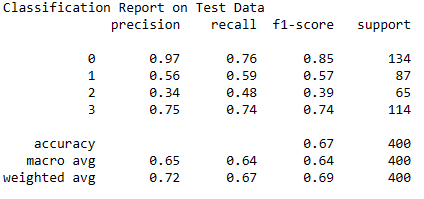 Classification Report on Test Data
precision recall f1-score support
0 0.97 0.76 0.85 134
1 0.56 0.59 0.57 87
2 0.34 0.48 0.39 65
3 0.75 0.74 0.74 114
accuracy 0.67 400
macro avg 0.65 0.64 0.64 400
weighted avg 0.72 0.67 0.69 400